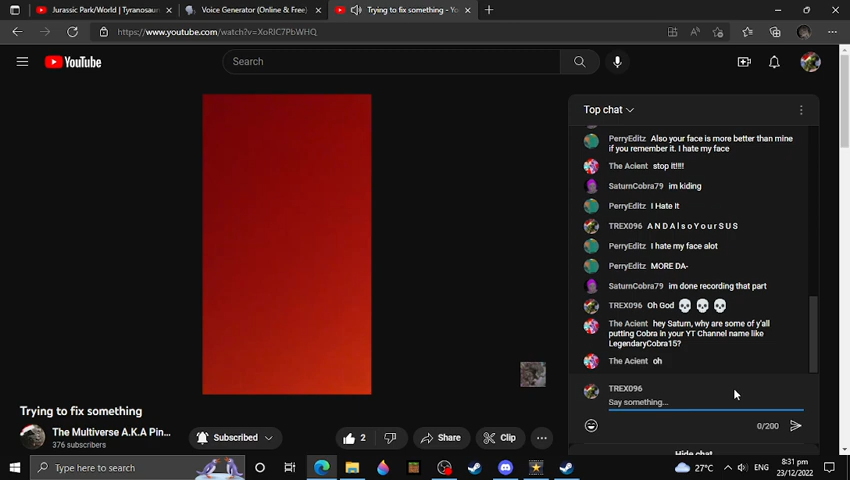 Jurassic Park/World | Tyrannosaur
Voice Generator (Online & Free)
Trying to fix something - Yo
https://www.youtube.com/watch?v=XoRIC7PbWHQ
YouTube
Search
Top chat
PerryEditz Also your face is more better than mine
if you remember it. I hate my face
The Acient stop it!!!!
SaturnCobra79 im kiding
PerryEditz I Hate It
TREX096 A N D A l s o Y o u r S U S
PerryEditz I hate my face alot
PerryEditz MORE DA-
SaturnCobra79 im done recording that part
TREX096 Oh God 💀 💀 💀
The Acient hey Saturn, why are some of y'all
putting Cobra in your YT Channel name like
LegendaryCobra15?
The Acient oh
TREX096
Say something...
0/200
Hide chat
Trying to fix something
The Multiverse A.K.A Pin...
376 subscribers
Subscribed
2
Share
Clip
Type here to search
27°C
ENG
8:31 pm
23/12/2022